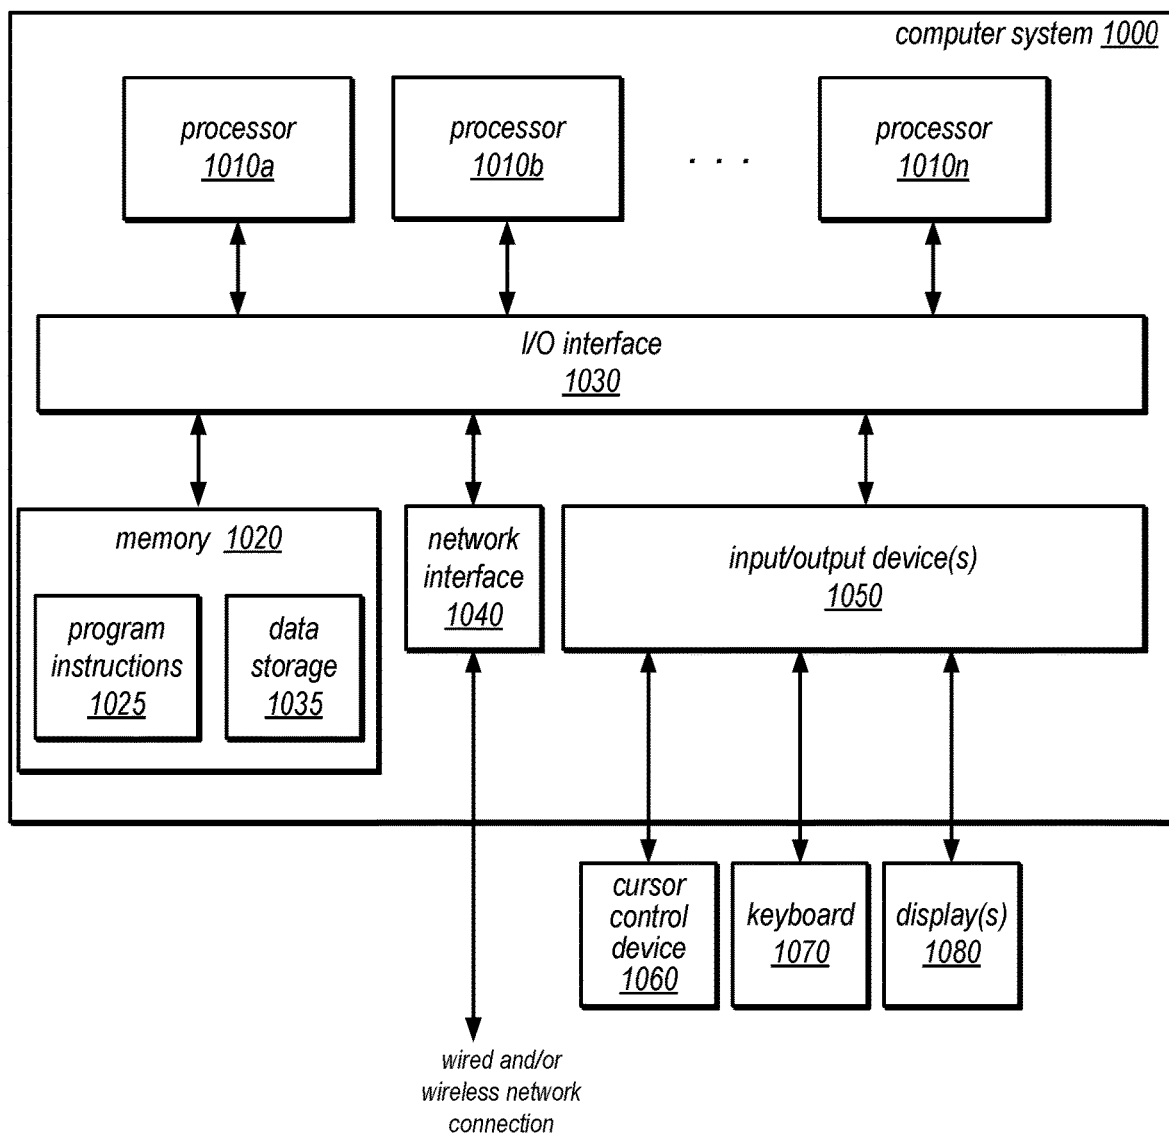 computer system 1000
processor
1010a
processor
1010b
. . .
processor
1010n
I/O interface
1030
memory 1020
program
instructions
1025
data
storage
1035
network
interface
1040
input/output device(s)
1050
cursor
control
device
1060
keyboard
1070
display(s)
1080
wired and/or
wireless network
connection